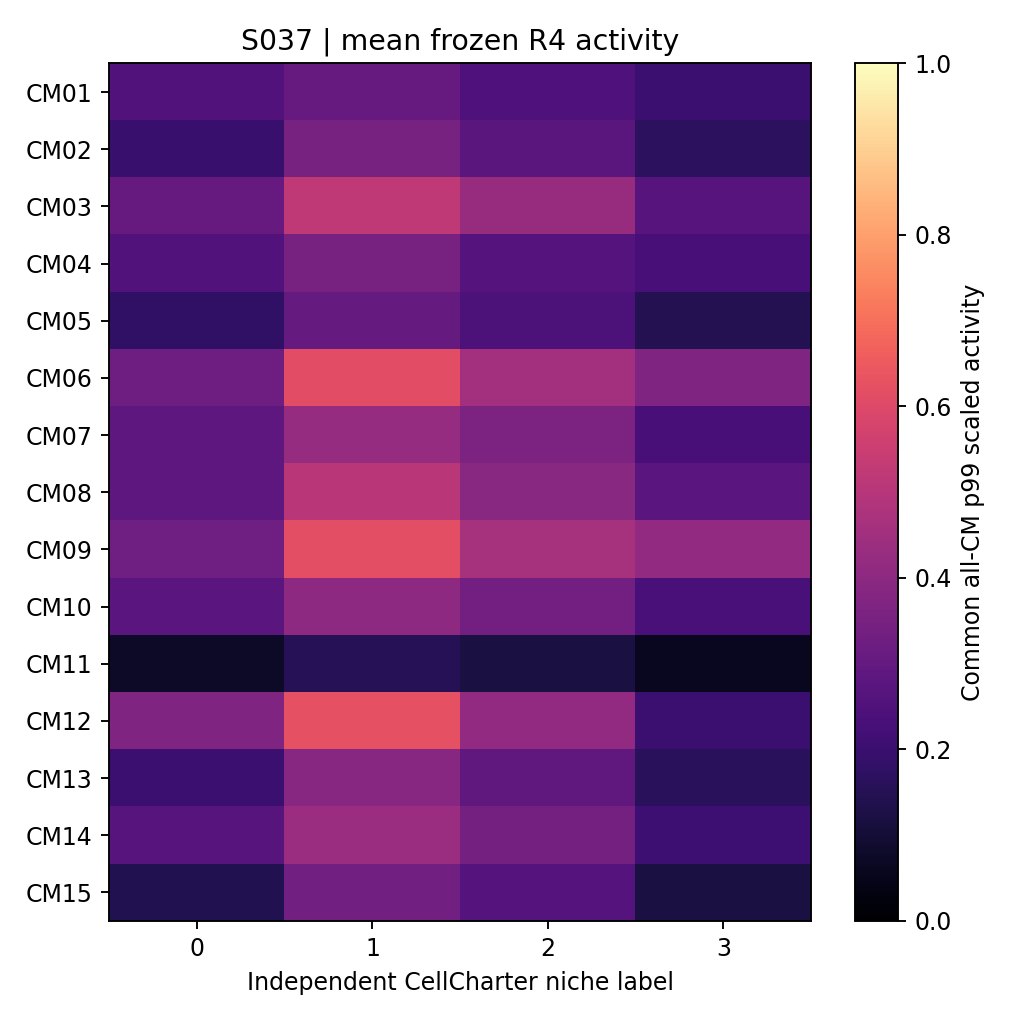 S037 | mean frozen R4 activity
CM01
CM02
CM03
CM04
CM05
CM06
CM07
CM08
CM09
CM10
CM11
CM12
CM13
CM14
CM15
0
1
2
3
Independent CellCharter niche label
1.0
0.8
0.6
0.4
0.2
0.0
Common all-CM p99 scaled activity